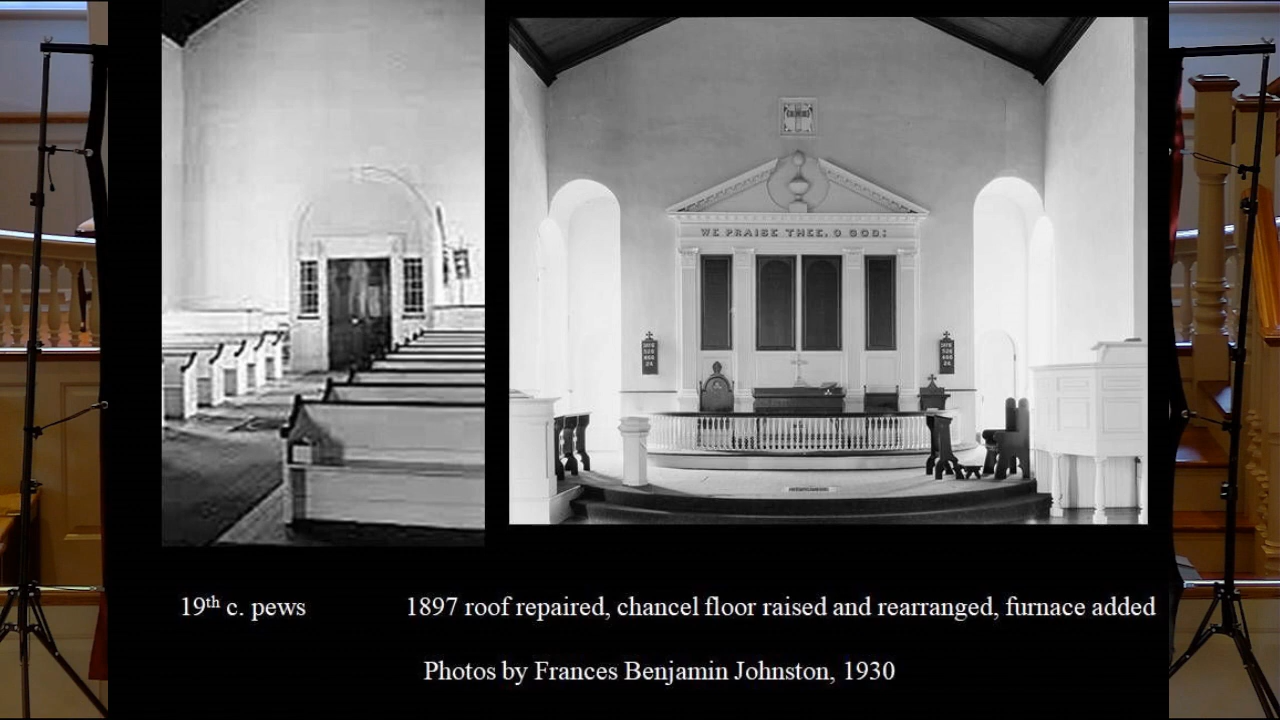 WE PRAISE THEE, O GOD:
19th c. pews
1897 roof repaired, chancel floor raised and rearranged, furnace added
Photos by Frances Benjamin Johnston, 1930